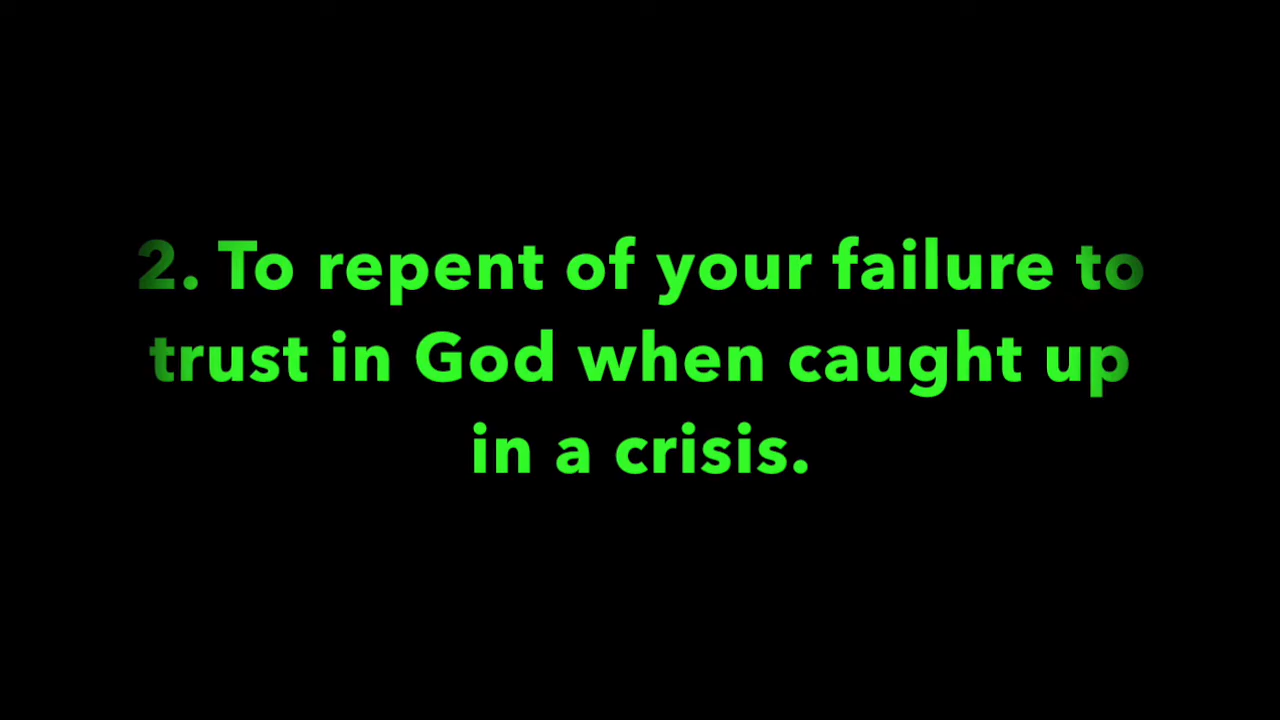 2. To repent of your failure to
trust in God when caught up
in a crisis.